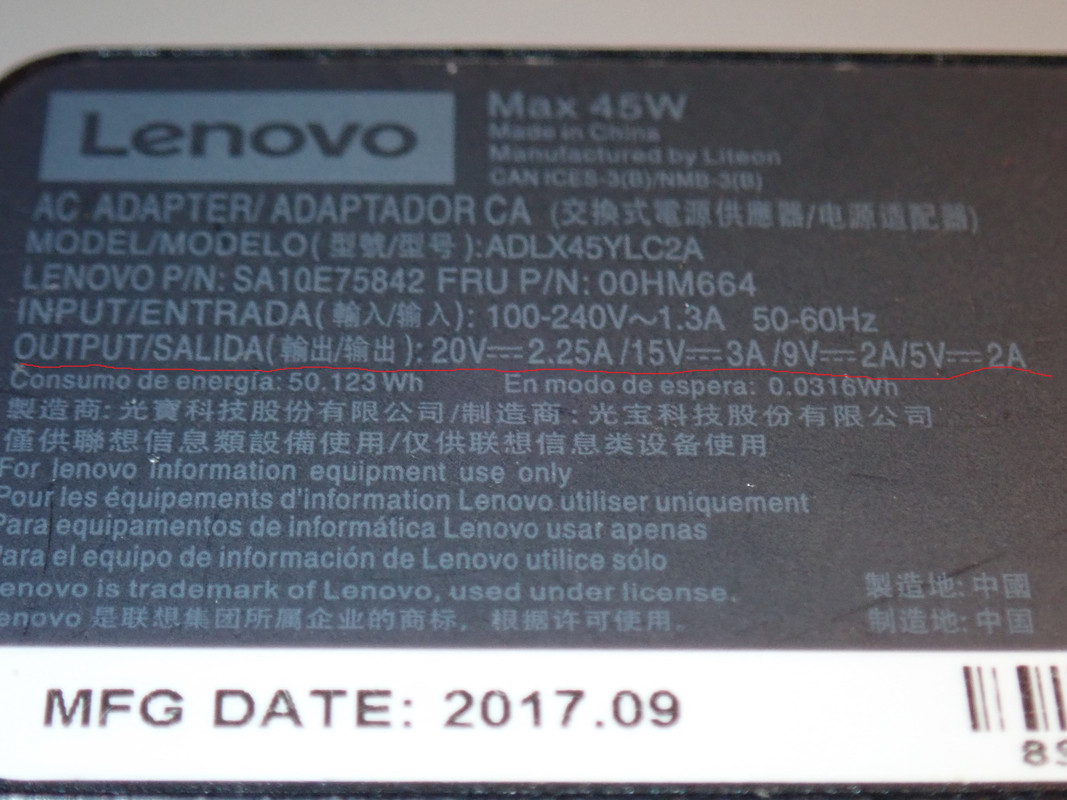 Lenovo
Max 45W
Made in China
Manufactured by Liteon
CAN ICES-3(B)/NMB-3(B)
AC ADAPTER/ ADAPTADOR CA (交換式電源供應器/电源适配器)
MODEL/MODELO( 型號/型号 ):ADLX45YLC2A
LENOVO P/N: SA10E75842 FRU P/N: 00HM664
INPUT/ENTRADA( 輸入/输入): 100-240V～1.3A 50-60Hz
OUTPUT/SALIDA( 輸出/输出 ): 20V⎓2.25A /15V⎓3A /9V⎓2A/5V⎓2A
Consumo de energía: 50.123 Wh En modo de espera: 0.0316Wh
製造商: 光寶科技股份有限公司/制造商 : 光宝科技股份有限公司
僅供聯想信息類設備使用/仅供联想信息类设备使用
For lenovo Information equipment use only
Pour les équipements d'information Lenovo utiliser uniquement
Para equipamentos de informática Lenovo usar apenas
Para el equipo de información de Lenovo utilice sólo
enovo is trademark of Lenovo, used under license.
enovo 是联想集团所属企业的商标，根据许可使用.
製造地: 中國
制造地: 中国
MFG DATE: 2017.09